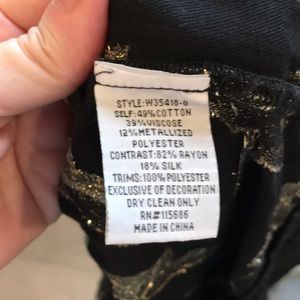 STYLE: W35418-0
SELF: 49% COTTON
39% VISCOSE
12% METALLIZED
POLYESTER
CONTRAST: 82% RAYON
18% SILK
TRIMS: 100% POLYESTER
EXCLUSIVE OF DECORATION
DRY CLEAN ONLY
RN# 115686
MADE IN CHINA